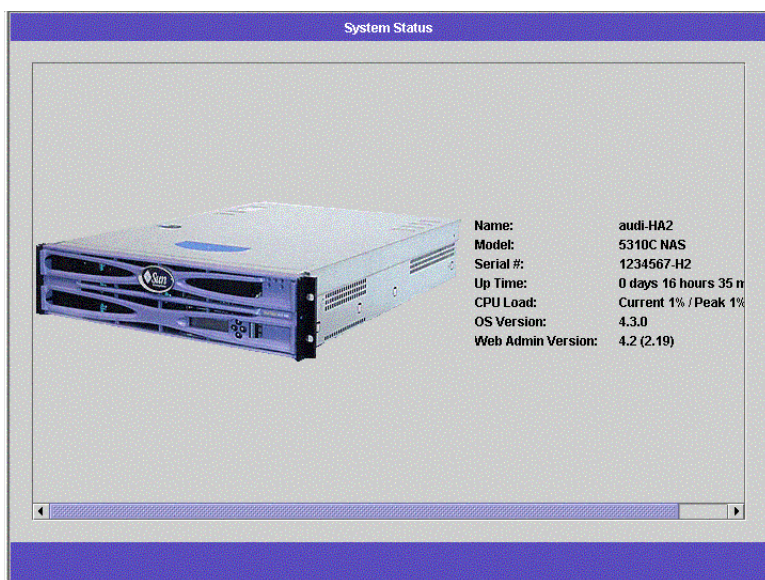 System Status
Sun
Name: audi-HA2
Model: 5310C NAS
Serial #: 1234567-H2
Up Time: 0 days 16 hours 35
CPU Load: Current 1% / Peak 1%
OS Version: 4.3.0
Web Admin Version: 4.2 (2.19)